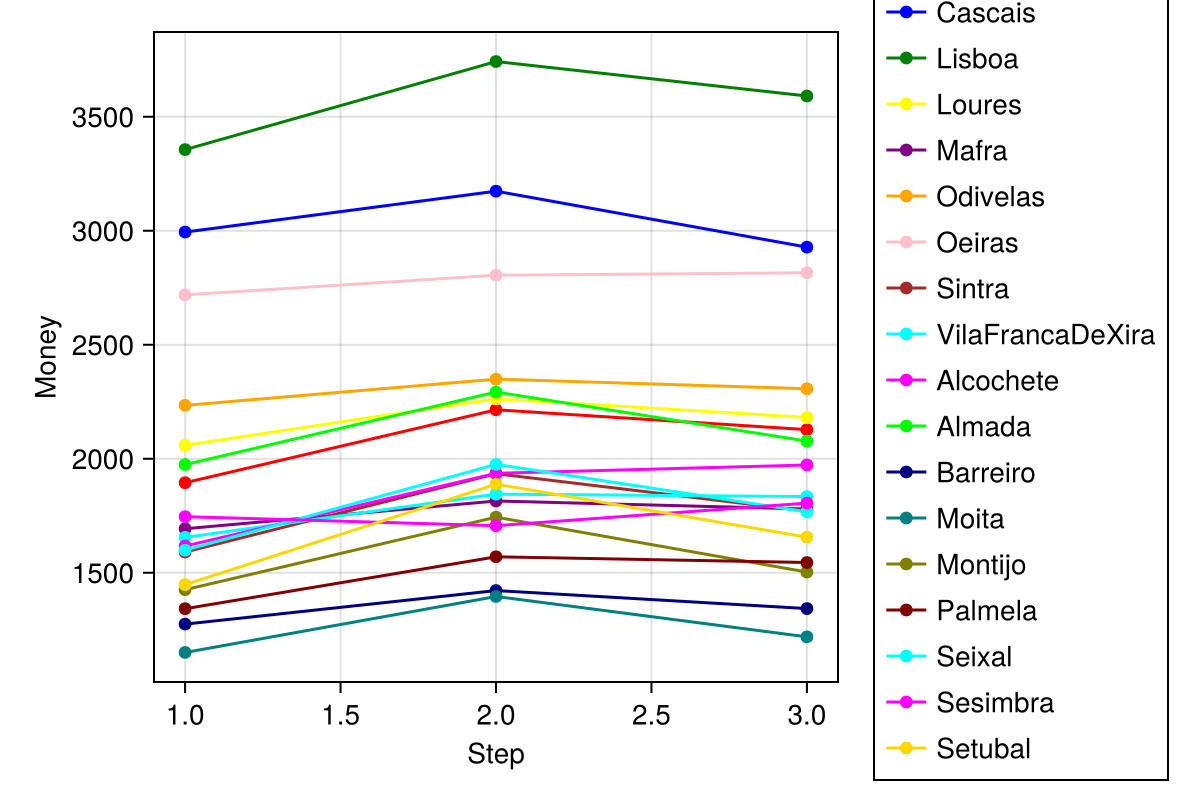 Cascais
Lisboa
Loures
Mafra
Odivelas
Oeiras
Sintra
VilaFrancaDeXira
Alcochete
Almada
Barreiro
Moita
Montijo
Palmela
Seixal
Sesimbra
Setubal
3500
3000
2500
2000
1500
Money
1.0 1.5 2.0 2.5 3.0
Step